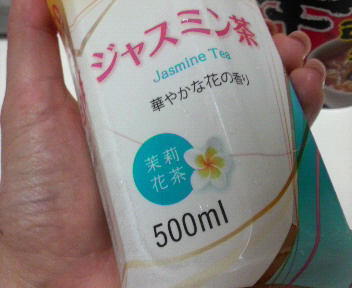 ジャスミン茶
Jasmine Tea
華やかな花の香り
茉莉
花茶
500ml